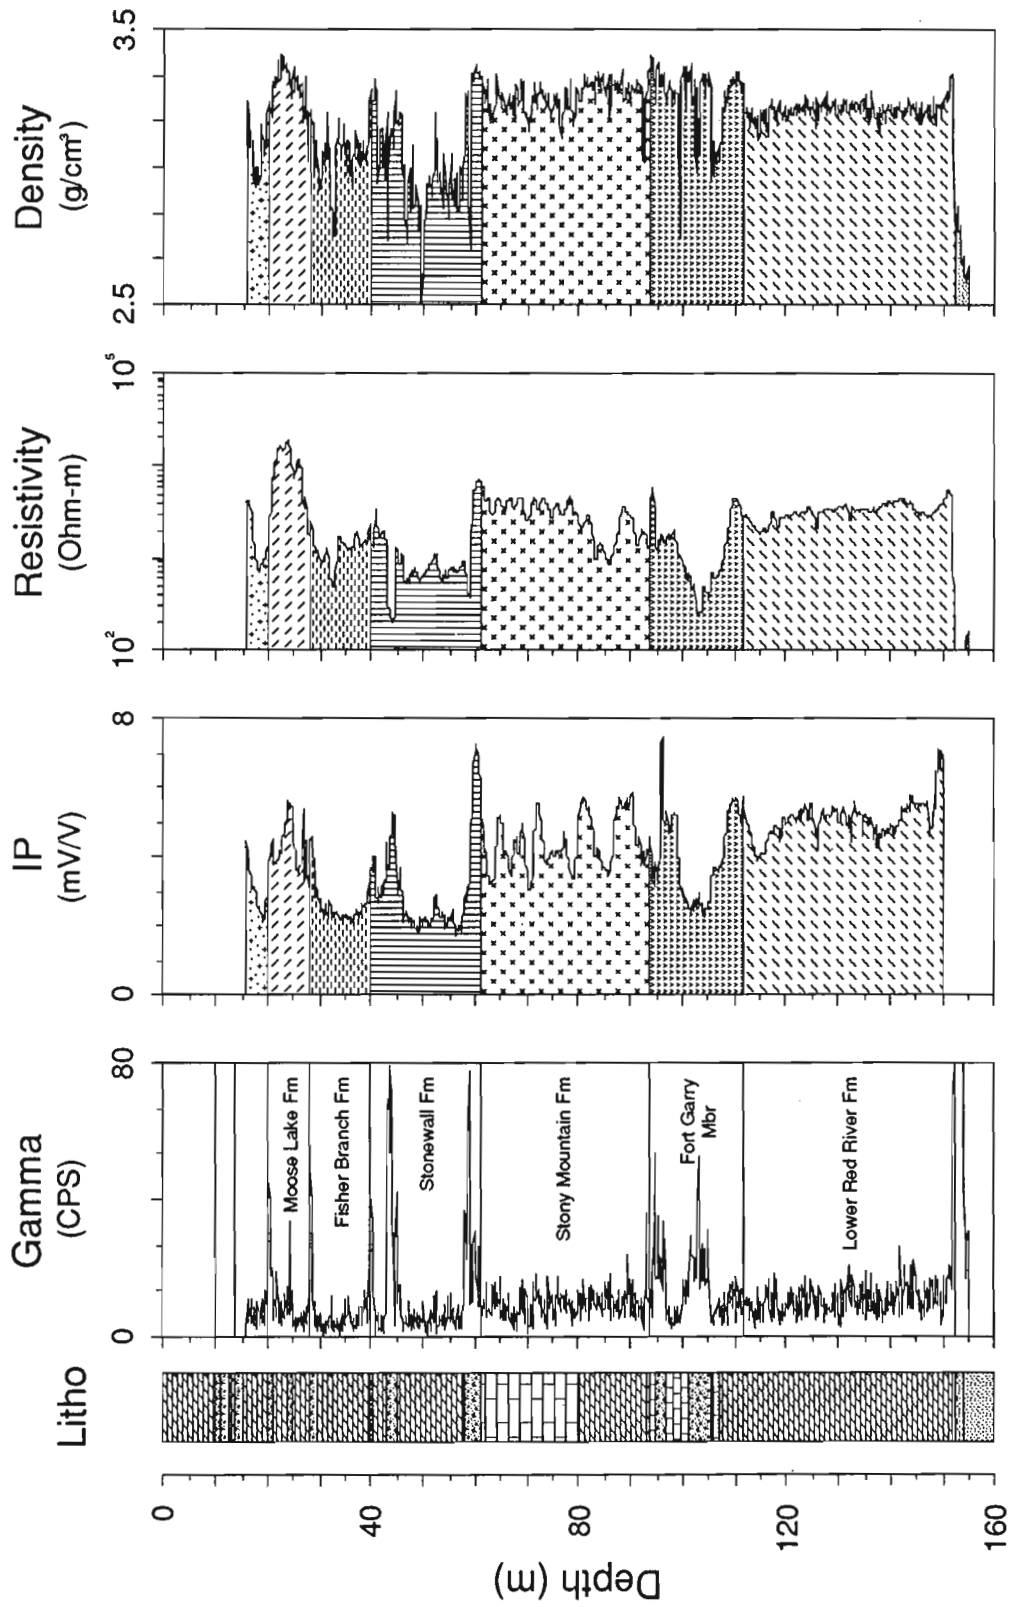 Density
(g/cm³)
3.5
2.5
Resistivity
(Ohm-m)
10⁵
10²
IP
(mV/V)
8
0
Gamma
(CPS)
80
0
Moose Lake Fm
Fisher Branch Fm
Stonewall Fm
Stony Mountain Fm
Fort Garry
Mbr
Lower Red River Fm
Litho
0
40
80
120
160
Depth (m)